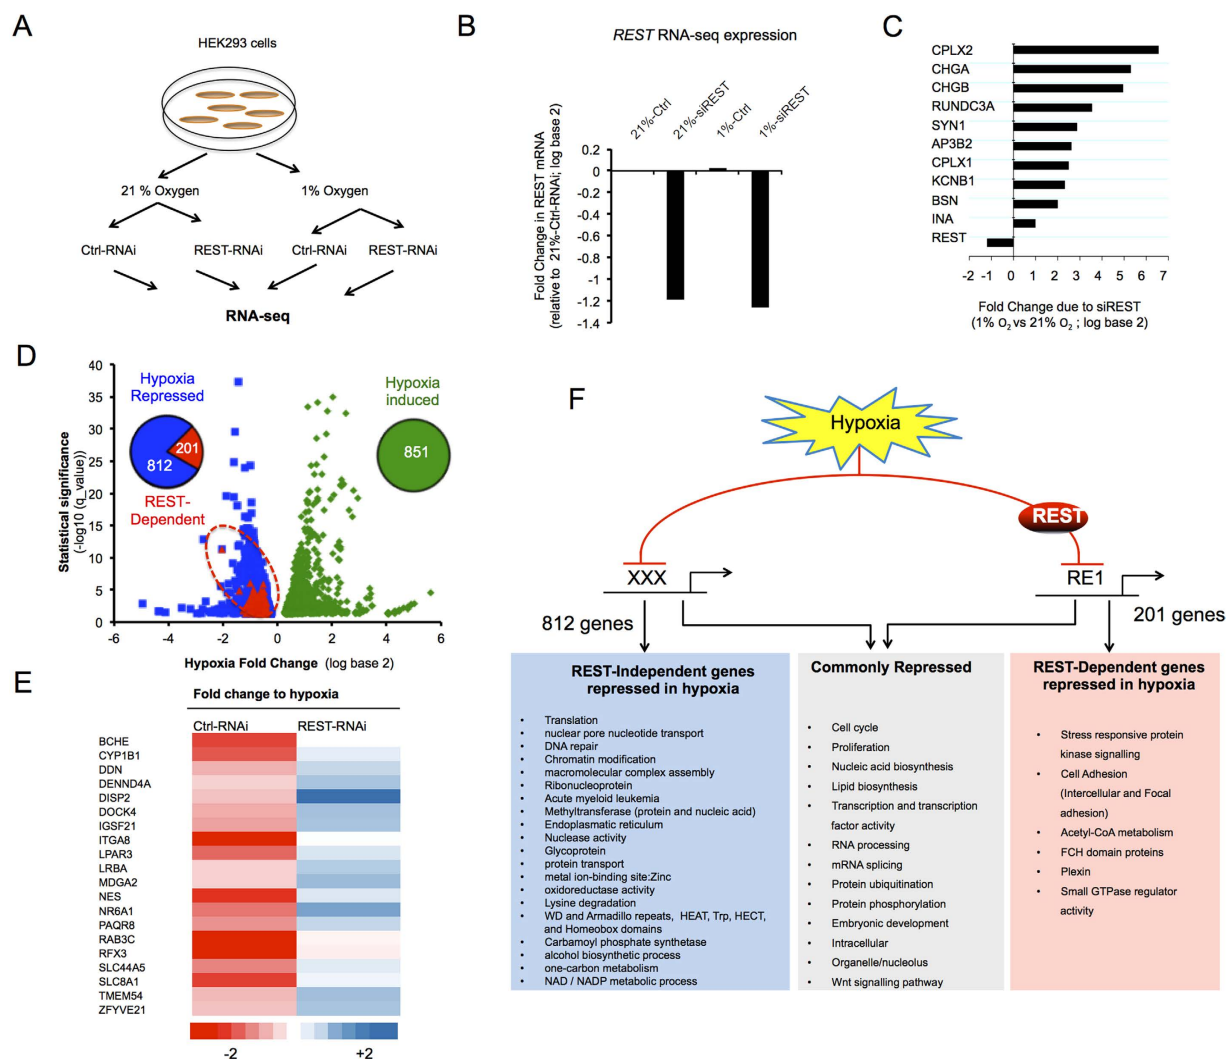 A
HEK293 cells
21 % Oxygen
1% Oxygen
Ctrl-RNAi
REST-RNAi
Ctrl-RNAi
REST-RNAi
RNA-seq
B
REST RNA-seq expression
21%-Ctrl
21%-siREST
1%-Ctrl
1%-siREST
Fold Change in REST mRNA
(relative to 21%-Ctrl-RNAi; log base 2)
0.2
0
-0.2
-0.4
-0.6
-0.8
-1
-1.2
-1.4
C
CPLX2
CHGA
CHGB
RUNDC3A
SYN1
AP3B2
CPLX1
KCNB1
BSN
INA
REST
-2 -1 0 1 2 3 4 5 6 7
Fold Change due to siREST
(1% O2 vs 21% O2 ; log base 2)
D
Statistical significance
(-log10 (q_value))
40
35
30
25
20
15
10
5
0
Hypoxia
Repressed
201
812
REST-
Dependent
Hypoxia
induced
851
-6 -4 -2 0 2 4 6
Hypoxia Fold Change (log base 2)
E
Fold change to hypoxia
Ctrl-RNAi REST-RNAi
BCHE
CYP1B1
DDN
DENND4A
DISP2
DOCK4
IGSF21
ITGA8
LPAR3
LRBA
MDGA2
NES
NR6A1
PAQR8
RAB3C
RFX3
SLC44A5
SLC8A1
TMEM54
ZFYVE21
-2 +2
F
Hypoxia
REST
XXX
RE1
812 genes
201 genes
REST-Independent genes
repressed in hypoxia
• Translation
• nuclear pore nucleotide transport
• DNA repair
• Chromatin modification
• macromolecular complex assembly
• Ribonucleoprotein
• Acute myeloid leukemia
• Methyltransferase (protein and nucleic acid)
• Endoplasmatic reticulum
• Nuclease activity
• Glycoprotein
• protein transport
• metal ion-binding site:Zinc
• oxidoreductase activity
• Lysine degradation
• WD and Armadillo repeats, HEAT, Trp, HECT,
and Homeobox domains
• Carbamoyl phosphate synthetase
• alcohol biosynthetic process
• one-carbon metabolism
• NAD / NADP metabolic process
Commonly Repressed
• Cell cycle
• Proliferation
• Nucleic acid biosynthesis
• Lipid biosynthesis
• Transcription and transcription
factor activity
• RNA processing
• mRNA splicing
• Protein ubiquitination
• Protein phosphorylation
• Embryonic development
• Intracellular
• Organelle/nucleolus
• Wnt signalling pathway
REST-Dependent genes
repressed in hypoxia
• Stress responsive protein
kinase signalling
• Cell Adhesion
(Intercellular and Focal
adhesion)
• Acetyl-CoA metabolism
• FCH domain proteins
• Plexin
• Small GTPase regulator
activity